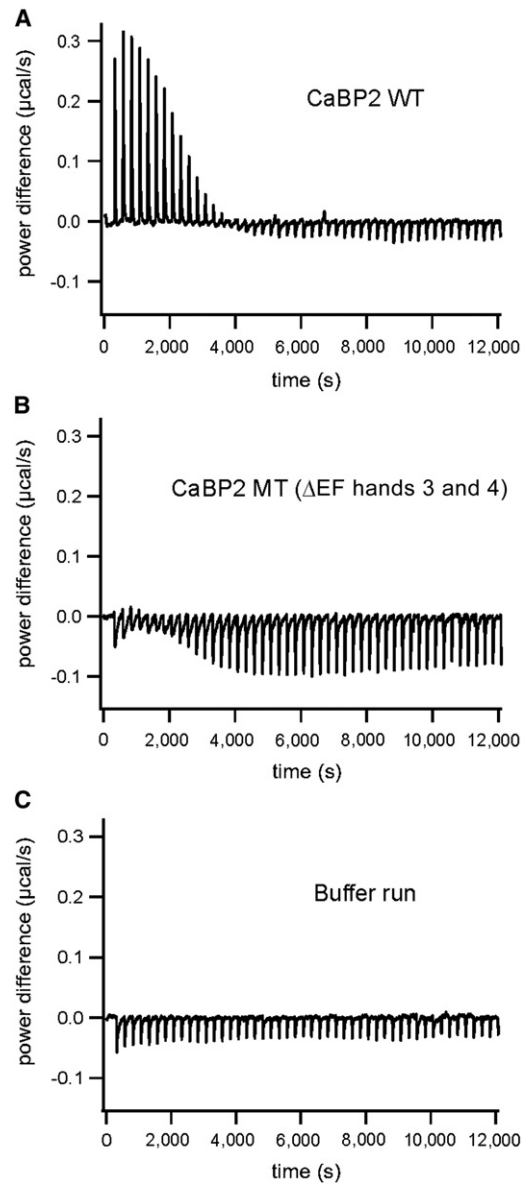 A
power difference (µcal/s)
0.3
0.2
0.1
0.0
-0.1
CaBP2 WT
0 2,000 4,000 6,000 8,000 10,000 12,000
time (s)
B
power difference (µcal/s)
0.3
0.2
0.1
0.0
-0.1
CaBP2 MT (ΔEF hands 3 and 4)
0 2,000 4,000 6,000 8,000 10,000 12,000
time (s)
C
power difference (µcal/s)
0.3
0.2
0.1
0.0
-0.1
Buffer run
0 2,000 4,000 6,000 8,000 10,000 12,000
time (s)